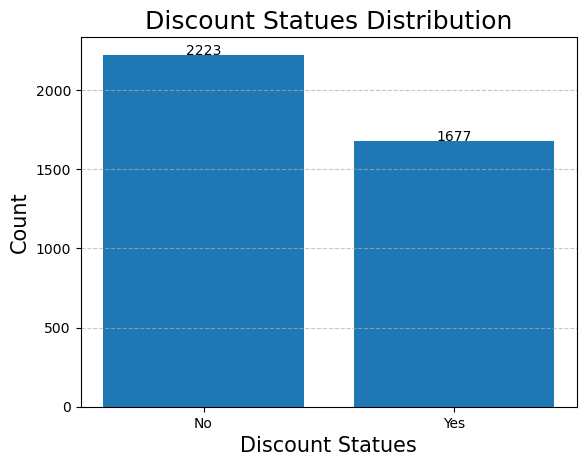 Discount Statues Distribution
2223
2000
1677
1500
1000
500
0
Count
No Yes
Discount Statues